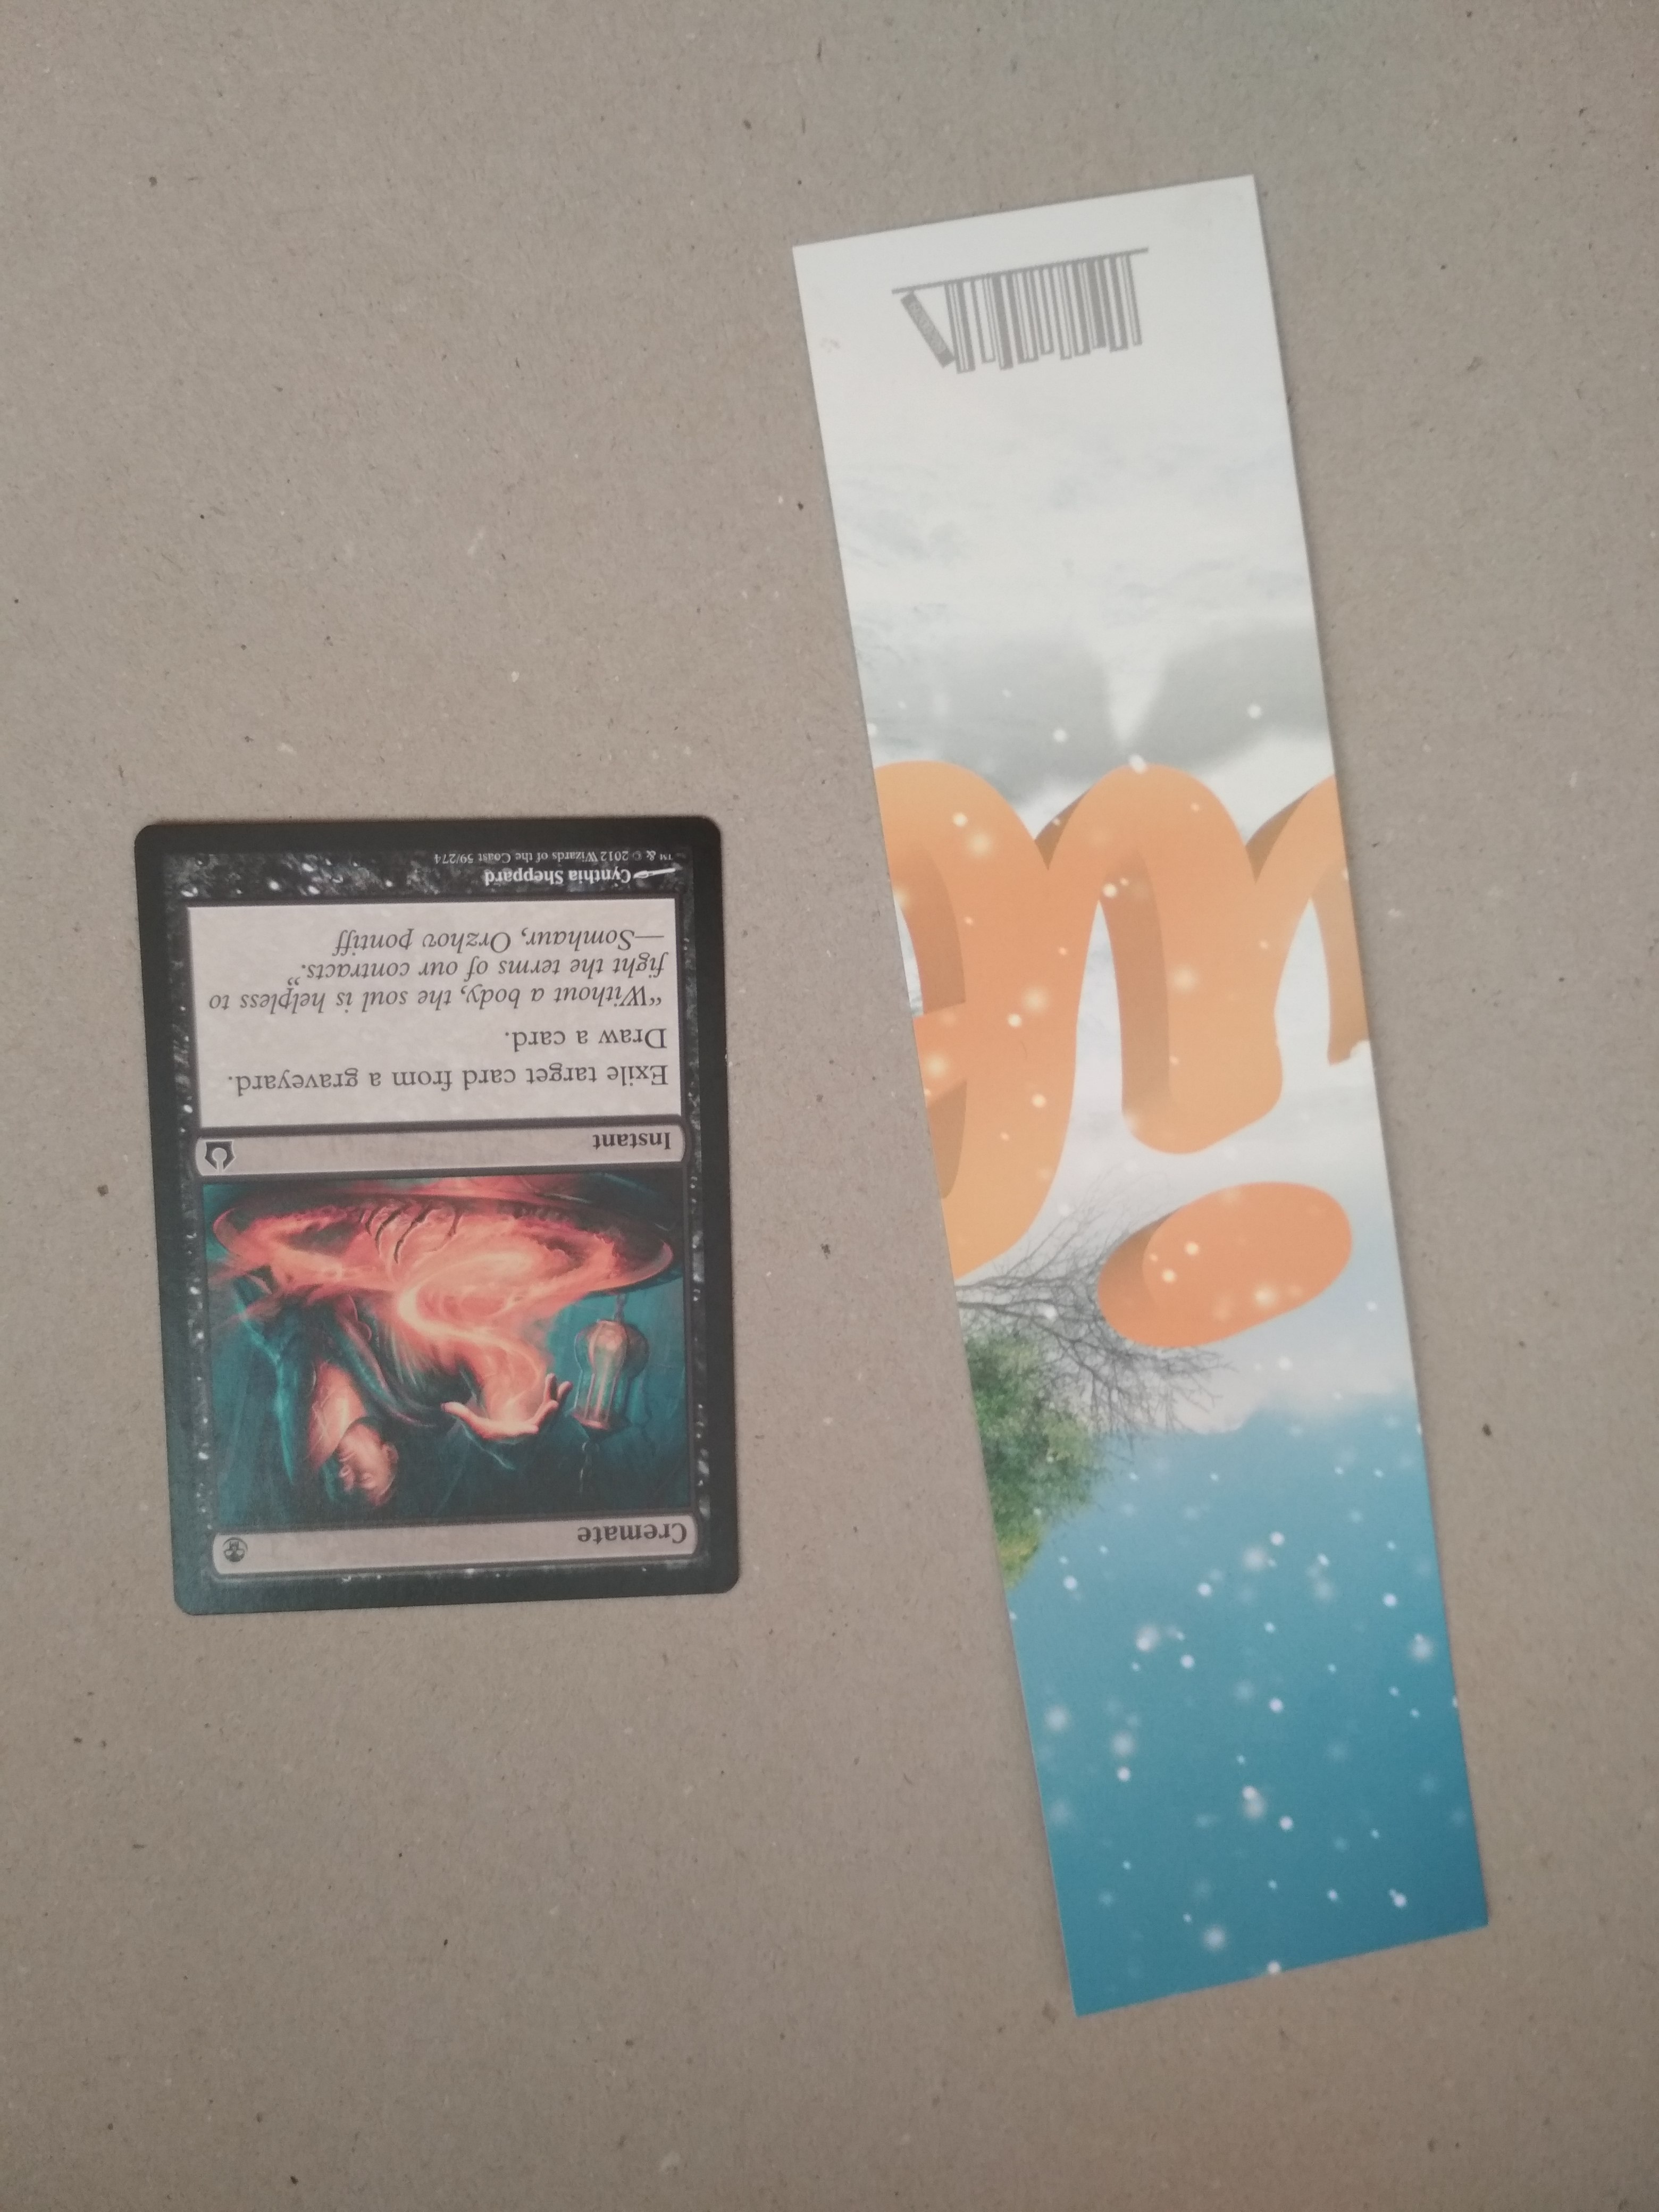 Cremate
Instant
Exile target card from a graveyard.
Draw a card.
“Without a body, the soul is helpless to
fight the terms of our contracts.”
—Somhaur, Orzhov pontiff
Cynthia Sheppard
™ & © 2012 Wizards of the Coast 59/274